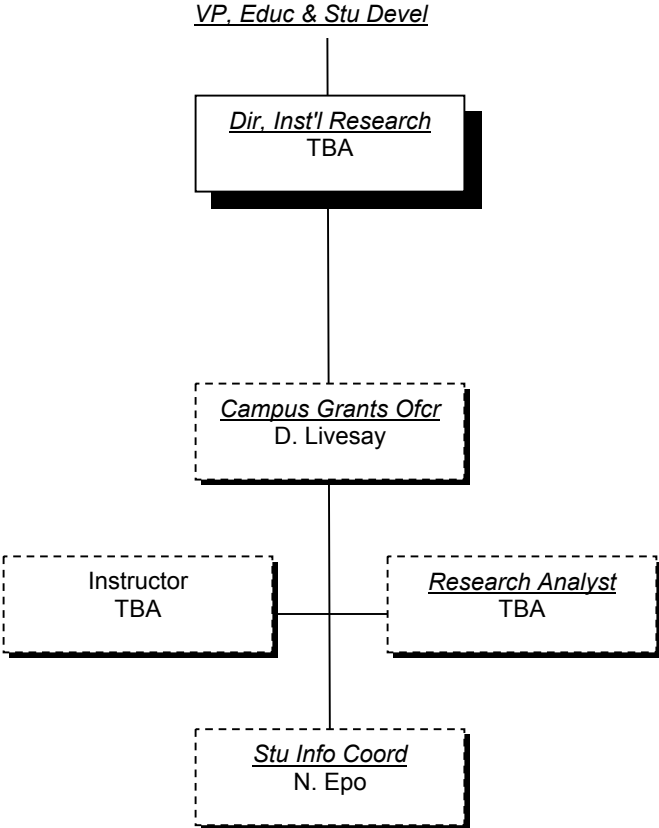 VP, Educ & Stu Devel
Dir, Inst'l Research
TBA
Campus Grants Ofcr
D. Livesay
Instructor
TBA
Research Analyst
TBA
Stu Info Coord
N. Epo